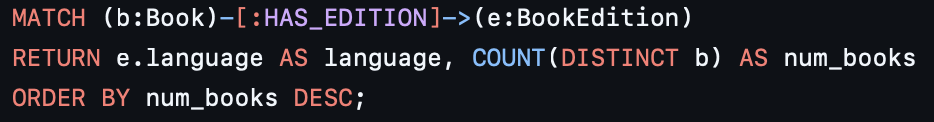 MATCH (b:Book)-[:HAS_EDITION]->(e:BookEdition)
RETURN e.language AS language, COUNT(DISTINCT b) AS num_books
ORDER BY num_books DESC;